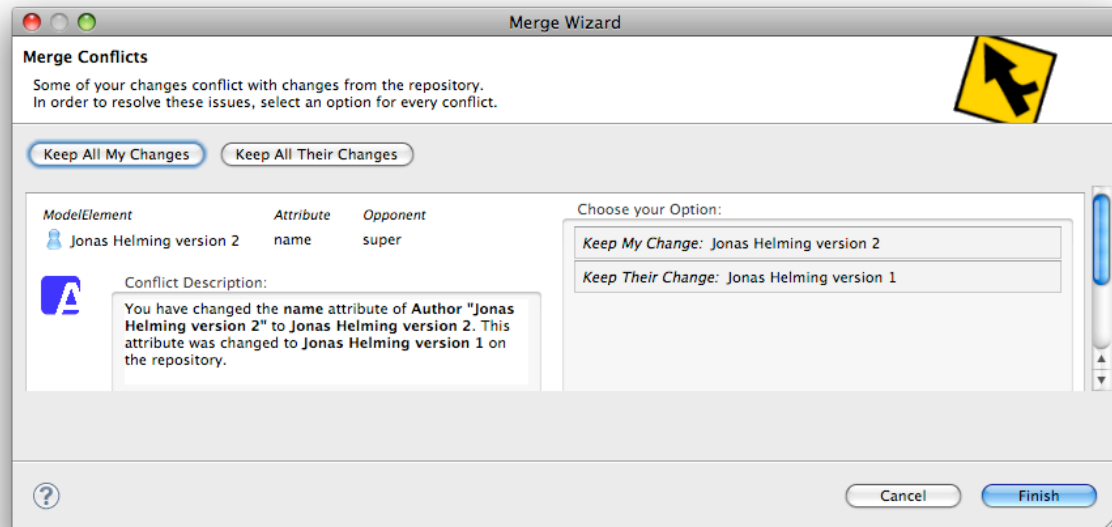 Merge Wizard
Merge Conflicts
Some of your changes conflict with changes from the repository.
In order to resolve these issues, select an option for every conflict.
Keep All My Changes
Keep All Their Changes
ModelElement Attribute Opponent
Jonas Helming version 2 name super
Conflict Description:
You have changed the name attribute of Author "Jonas
Helming version 2" to Jonas Helming version 2. This
attribute was changed to Jonas Helming version 1 on
the repository.
Choose your Option:
Keep My Change: Jonas Helming version 2
Keep Their Change: Jonas Helming version 1
?
Cancel
Finish